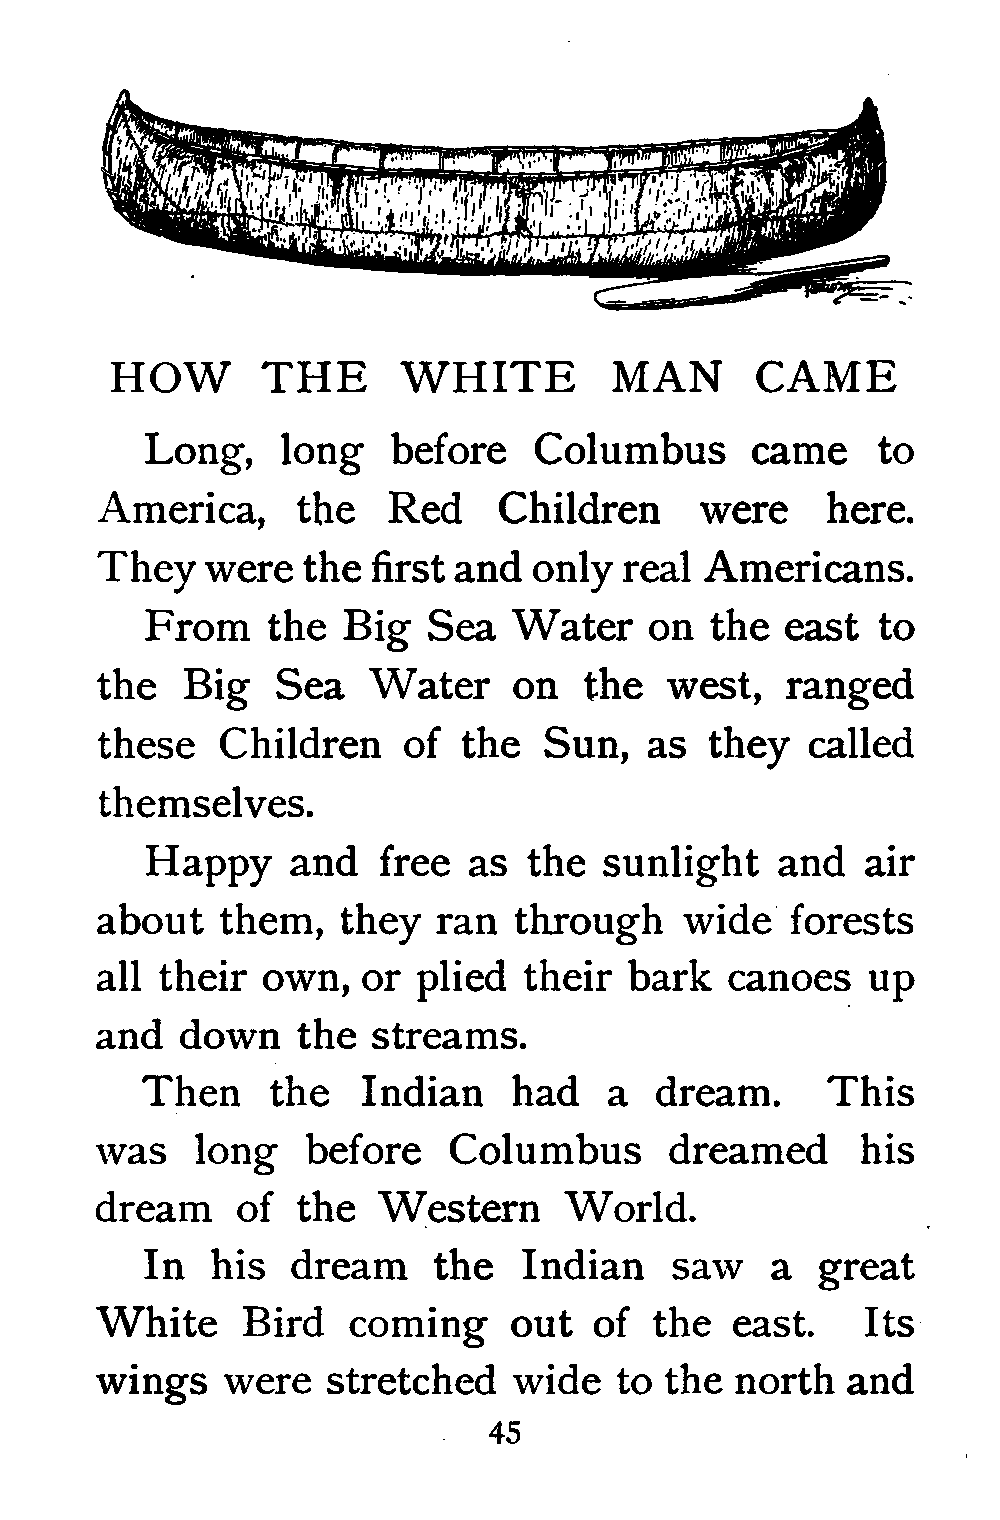 HOW THE WHITE MAN CAME
Long, long before Columbus came to
America, the Red Children were here.
They were the first and only real Americans.
From the Big Sea Water on the east to
the Big Sea Water on the west, ranged
these Children of the Sun, as they called
themselves.
Happy and free as the sunlight and air
about them, they ran through wide forests
all their own, or plied their bark canoes up
and down the streams.
Then the Indian had a dream. This
was long before Columbus dreamed his
dream of the Western World.
In his dream the Indian saw a great
White Bird coming out of the east. Its
wings were stretched wide to the north and
45